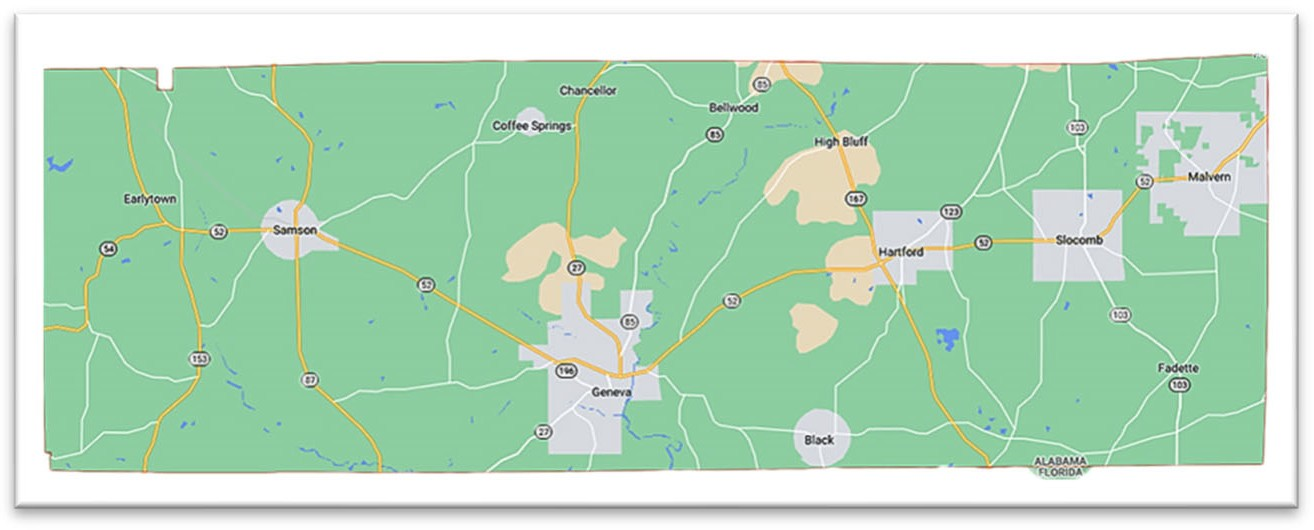 85
Chancellor
Bellwood
Coffee Springs
103
85
High Bluff
Malvern
52
Earlytown
167
123
Samson
52
54
Hartford
52
Slocomb
27
52
52
103
85
153
196
Fadette
87
103
Geneva
27
Black
ALABAMA
FLORIDA